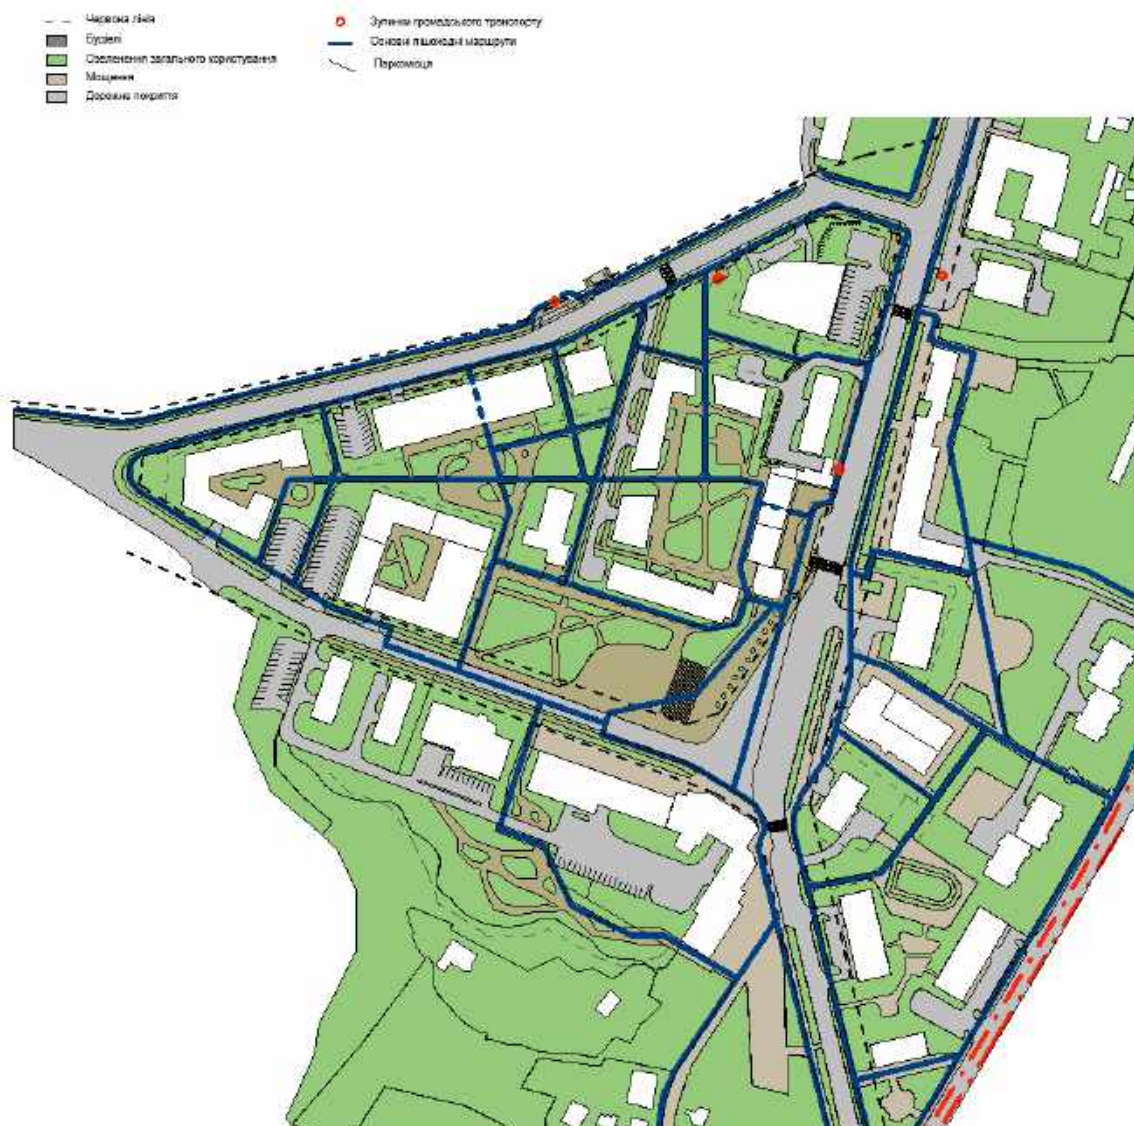 Червона лінія
Будівлі
Озеленення загального користування
Мощення
Дорожнє покриття
Зупинки громадського транспорту
Основні пішохідні маршрути
Паркомісця